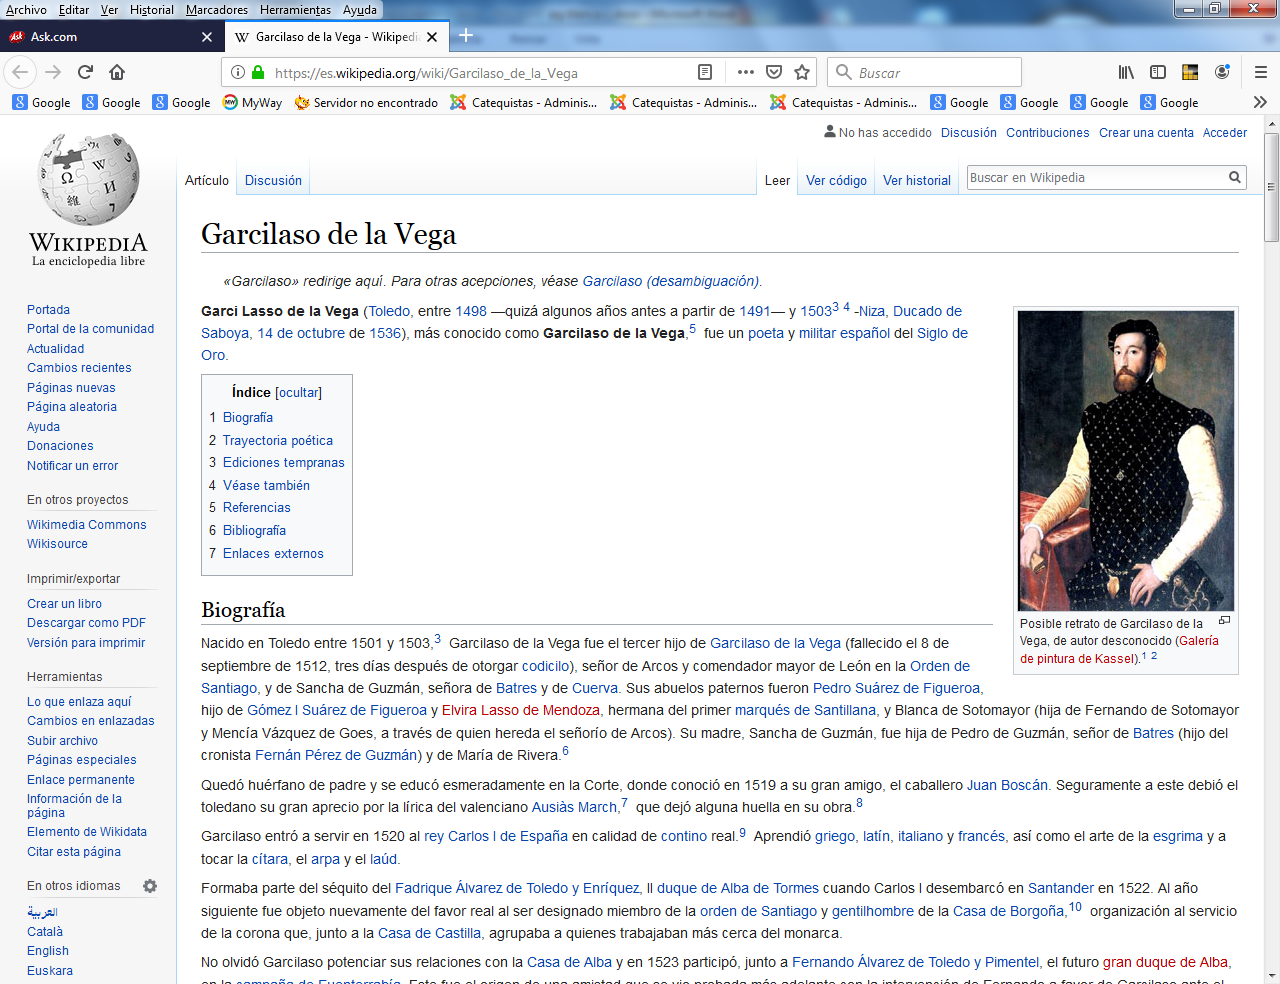 Archivo Editar Ver Historial Marcadores Herramientas Ayuda
Ask.com
Garcilaso de la Vega - Wikipedi
https://es.wikipedia.org/wiki/Garcilaso_de_la_Vega
Buscar
Google Google Google MyWay Servidor no encontrado Catequistas - Adminis... Catequistas - Adminis... Catequistas - Adminis... Google Google Google Google
No has accedido Discusión Contribuciones Crear una cuenta Acceder
Artículo Discusión Leer Ver código Ver historial Buscar en Wikipedia
WIKIPEDIA
La enciclopedia libre
Portada
Portal de la comunidad
Actualidad
Cambios recientes
Páginas nuevas
Página aleatoria
Ayuda
Donaciones
Notificar un error
En otros proyectos
Wikimedia Commons
Wikisource
Imprimir/exportar
Crear un libro
Descargar como PDF
Versión para imprimir
Herramientas
Lo que enlaza aquí
Cambios en enlazadas
Subir archivo
Páginas especiales
Enlace permanente
Información de la
página
Elemento de Wikidata
Citar esta página
En otros idiomas
العربية
Català
English
Euskara
Garcilaso de la Vega
«Garcilaso» redirige aquí. Para otras acepciones, véase Garcilaso (desambiguación).
Garci Lasso de la Vega (Toledo, entre 1498 —quizá algunos años antes a partir de 1491— y 1503³ ⁴ -Niza, Ducado de
Saboya, 14 de octubre de 1536), más conocido como Garcilaso de la Vega,⁵ fue un poeta y militar español del Siglo de
Oro.
Índice [ocultar]
1 Biografía
2 Trayectoria poética
3 Ediciones tempranas
4 Véase también
5 Referencias
6 Bibliografía
7 Enlaces externos
Posible retrato de Garcilaso de la
Vega, de autor desconocido (Galería
de pintura de Kassel).¹ ²
Biografía
Nacido en Toledo entre 1501 y 1503,³ Garcilaso de la Vega fue el tercer hijo de Garcilaso de la Vega (fallecido el 8 de
septiembre de 1512, tres días después de otorgar codicilo), señor de Arcos y comendador mayor de León en la Orden de
Santiago, y de Sancha de Guzmán, señora de Batres y de Cuerva. Sus abuelos paternos fueron Pedro Suárez de Figueroa,
hijo de Gómez I Suárez de Figueroa y Elvira Lasso de Mendoza, hermana del primer marqués de Santillana, y Blanca de Sotomayor (hija de Fernando de Sotomayor
y Mencía Vázquez de Goes, a través de quien hereda el señorío de Arcos). Su madre, Sancha de Guzmán, fue hija de Pedro de Guzmán, señor de Batres (hijo del
cronista Fernán Pérez de Guzmán) y de María de Rivera.⁶
Quedó huérfano de padre y se educó esmeradamente en la Corte, donde conoció en 1519 a su gran amigo, el caballero Juan Boscán. Seguramente a este debió el
toledano su gran aprecio por la lírica del valenciano Ausiàs March,⁷ que dejó alguna huella en su obra.⁸
Garcilaso entró a servir en 1520 al rey Carlos I de España en calidad de contino real.⁹ Aprendió griego, latín, italiano y francés, así como el arte de la esgrima y a
tocar la cítara, el arpa y el laúd.
Formaba parte del séquito del Fadrique Álvarez de Toledo y Enríquez, II duque de Alba de Tormes cuando Carlos I desembarcó en Santander en 1522. Al año
siguiente fue objeto nuevamente del favor real al ser designado miembro de la orden de Santiago y gentilhombre de la Casa de Borgoña,¹⁰ organización al servicio
de la corona que, junto a la Casa de Castilla, agrupaba a quienes trabajaban más cerca del monarca.
No olvidó Garcilaso potenciar sus relaciones con la Casa de Alba y en 1523 participó, junto a Fernando Álvarez de Toledo y Pimentel, el futuro gran duque de Alba,